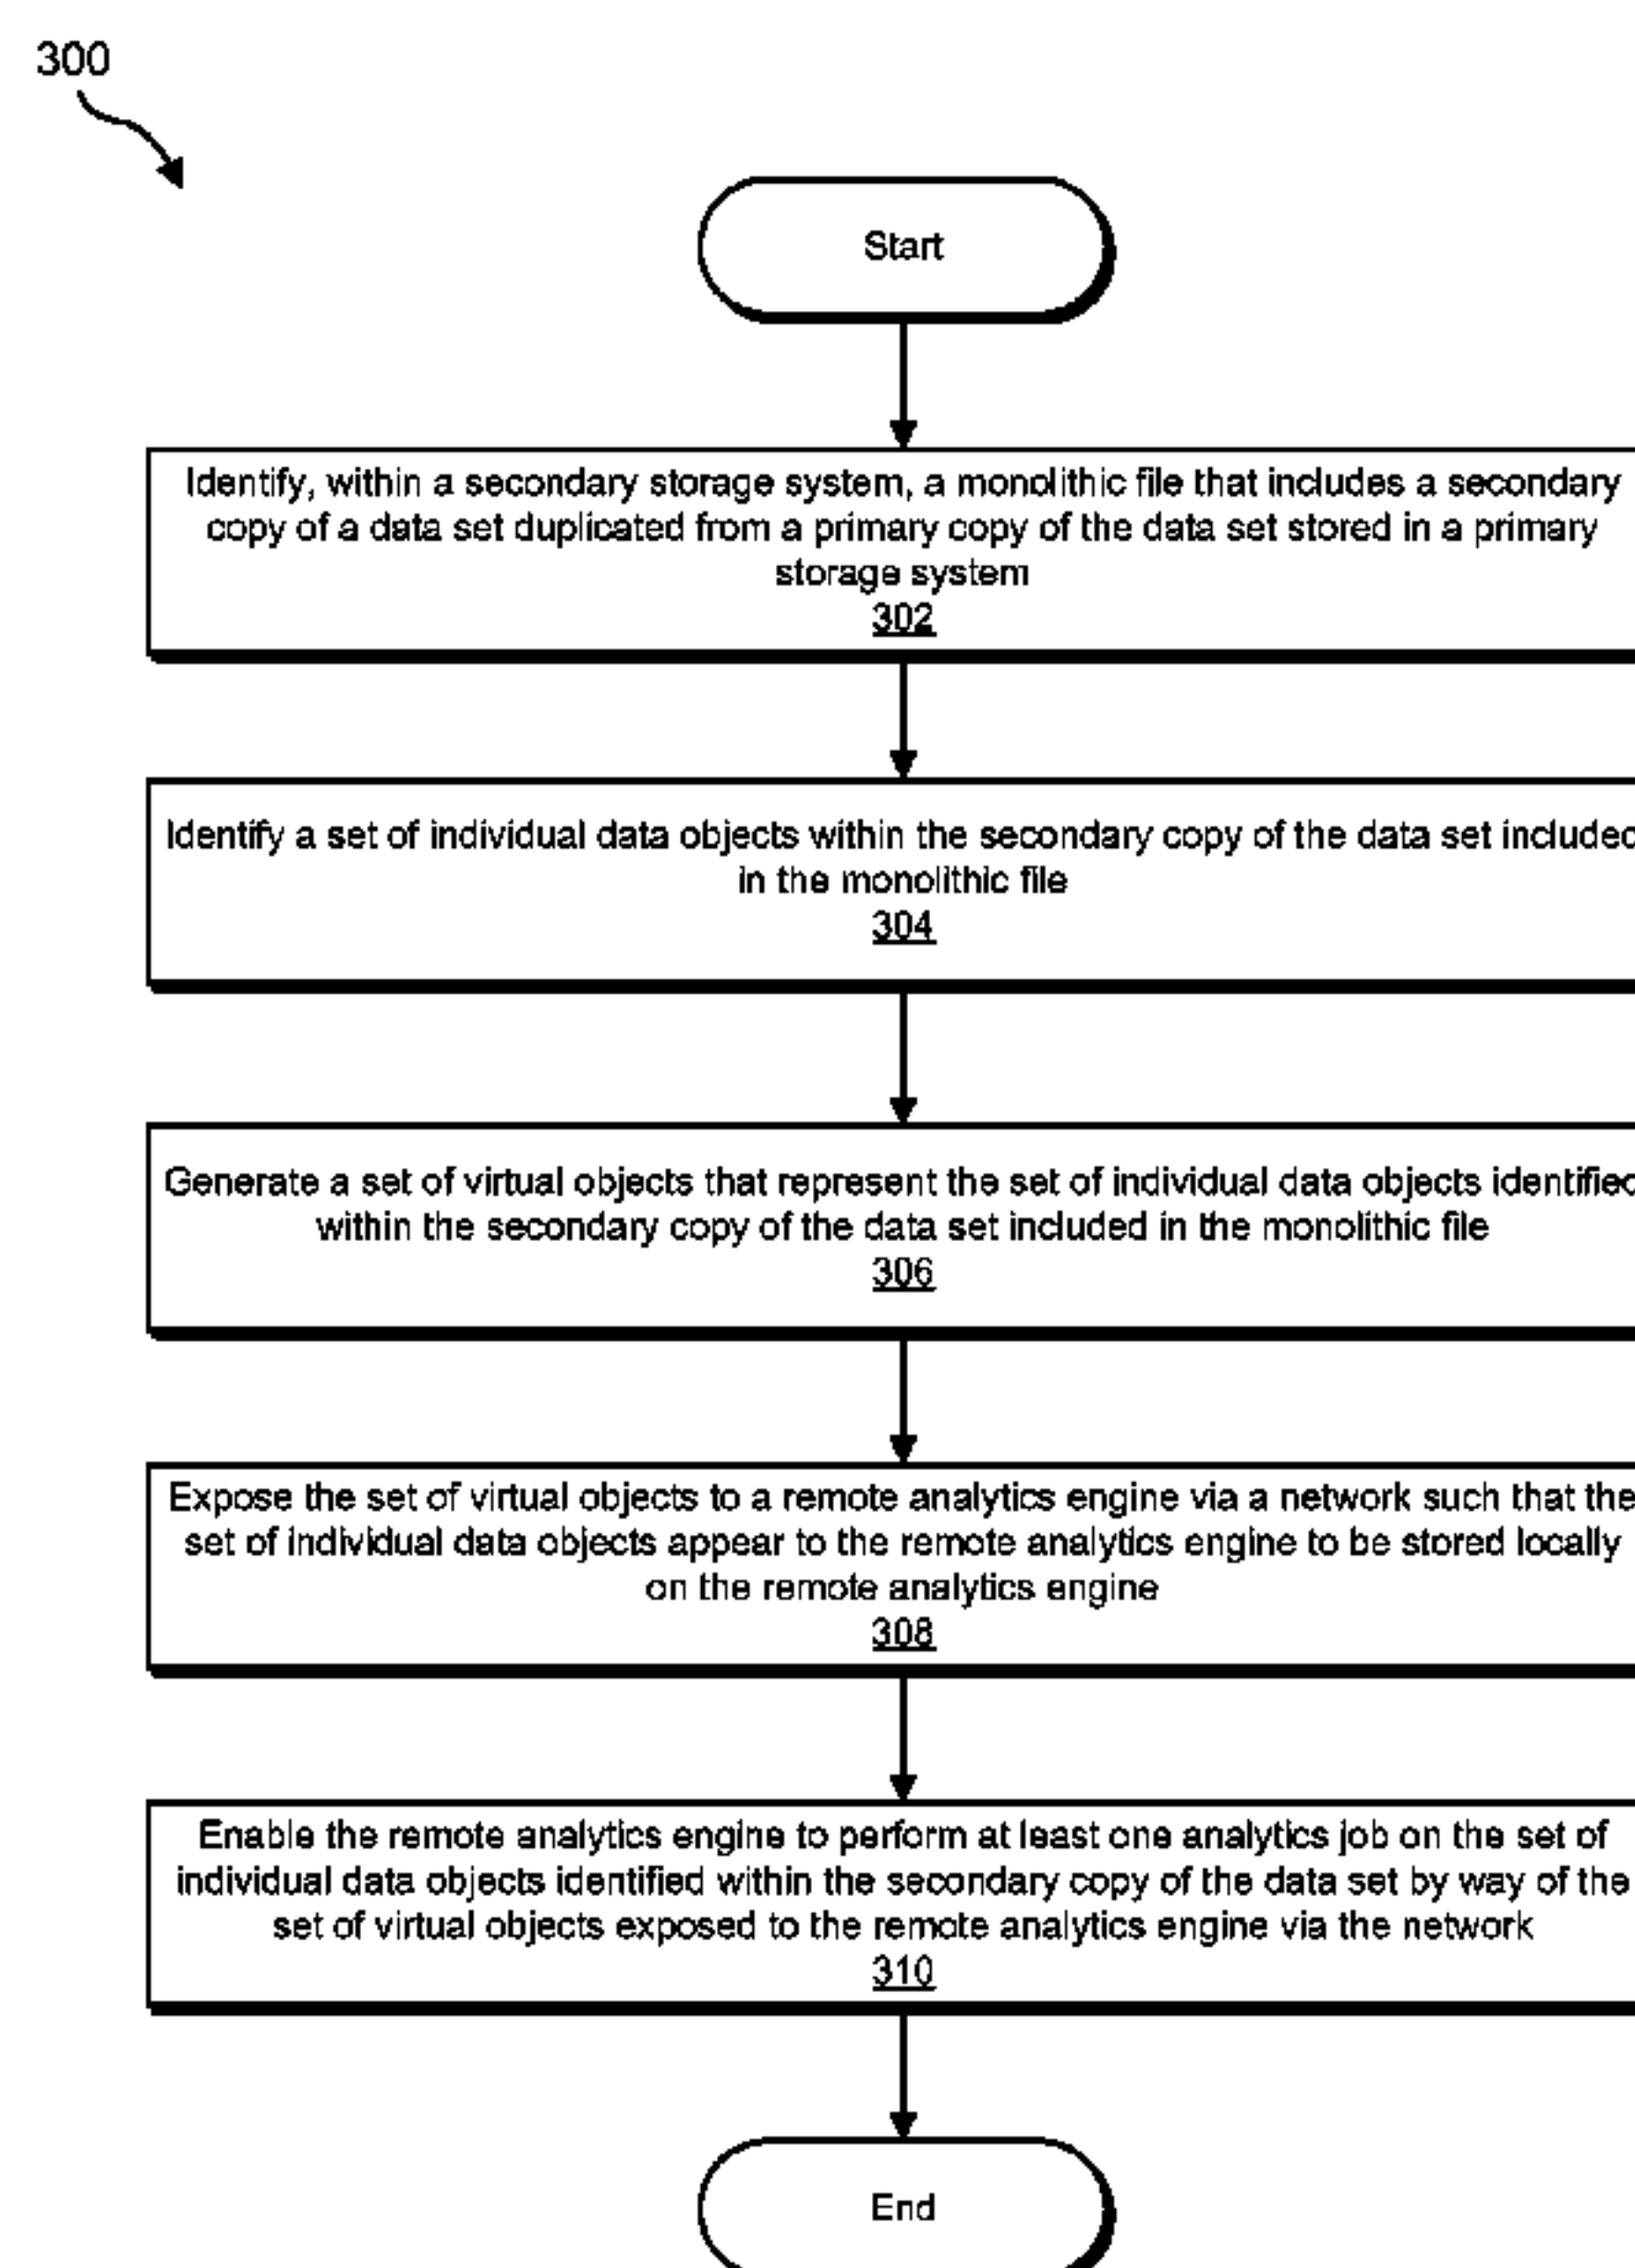 300
Start
Identify, within a secondary storage system, a monolithic file that includes a secondary
copy of a data set duplicated from a primary copy of the data set stored in a primary
storage system
302
Identify a set of individual data objects within the secondary copy of the data set included
in the monolithic file
304
Generate a set of virtual objects that represent the set of individual data objects identified
within the secondary copy of the data set included in the monolithic file
306
Expose the set of virtual objects to a remote analytics engine via a network such that the
set of individual data objects appear to the remote analytics engine to be stored locally
on the remote analytics engine
308
Enable the remote analytics engine to perform at least one analytics job on the set of
individual data objects identified within the secondary copy of the data set by way of the
set of virtual objects exposed to the remote analytics engine via the network
310
End